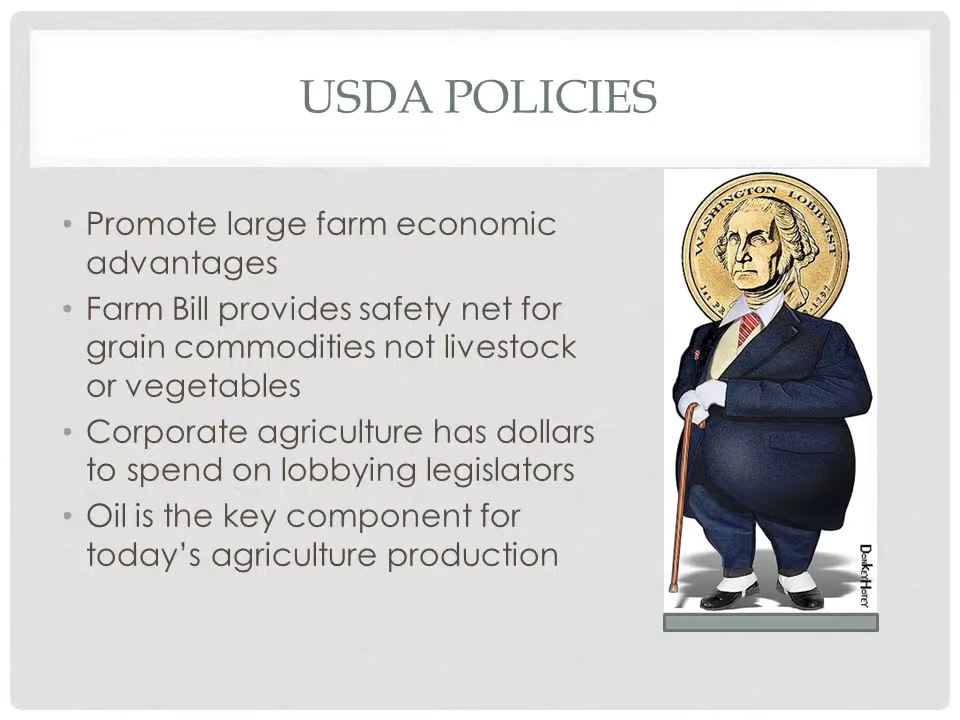 USDA POLICIES
• Promote large farm economic
advantages
• Farm Bill provides safety net for
grain commodities not livestock
or vegetables
• Corporate agriculture has dollars
to spend on lobbying legislators
• Oil is the key component for
today's agriculture production
WASHINGTON LOBBYIST
DONKEYHOTEY